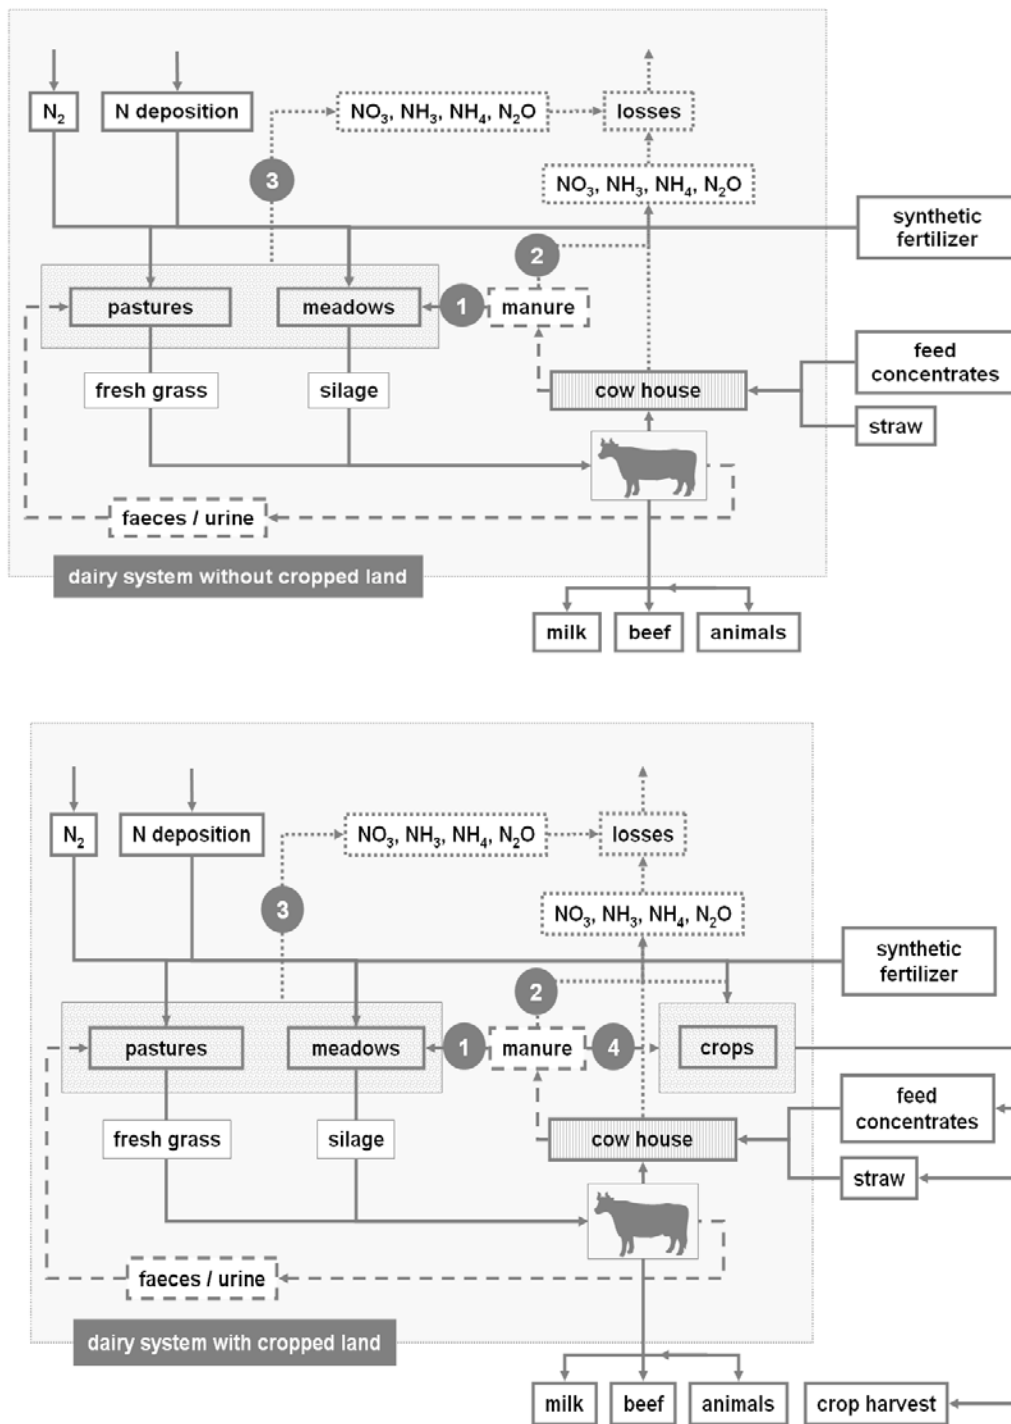 N₂
N deposition
NO₃, NH₃, NH₄, N₂O
losses
3
NO₃, NH₃, NH₄, N₂O
synthetic
fertilizer
2
pastures
meadows
1
manure
feed
concentrates
fresh grass
silage
cow house
straw
faeces / urine
dairy system without cropped land
milk
beef
animals
N₂
N deposition
NO₃, NH₃, NH₄, N₂O
losses
3
NO₃, NH₃, NH₄, N₂O
synthetic
fertilizer
2
pastures
meadows
1
manure
4
crops
feed
concentrates
fresh grass
silage
cow house
straw
faeces / urine
dairy system with cropped land
milk
beef
animals
crop harvest